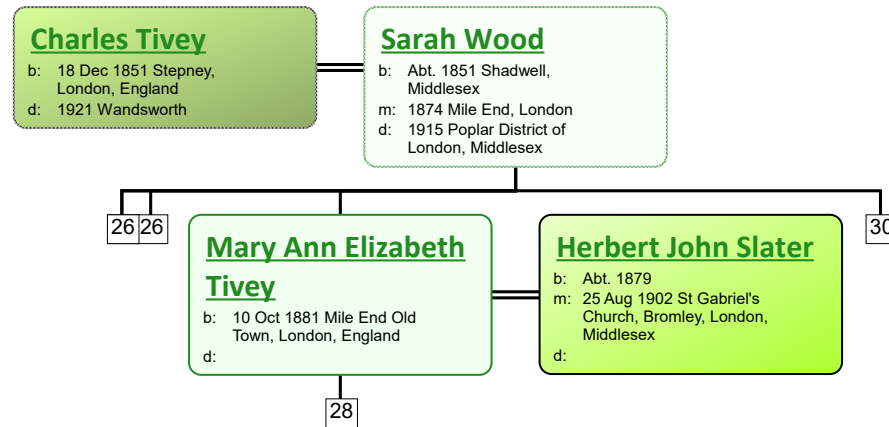 Charles Tivey
b: 18 Dec 1851 Stepney,
London, England
d: 1921 Wandsworth
Sarah Wood
b: Abt. 1851 Shadwell,
Middlesex
m: 1874 Mile End, London
d: 1915 Poplar District of
London, Middlesex
26 26
30
Mary Ann Elizabeth
Tivey
b: 10 Oct 1881 Mile End Old
Town, London, England
d:
Herbert John Slater
b: Abt. 1879
m: 25 Aug 1902 St Gabriel's
Church, Bromley, London,
Middlesex
d:
28